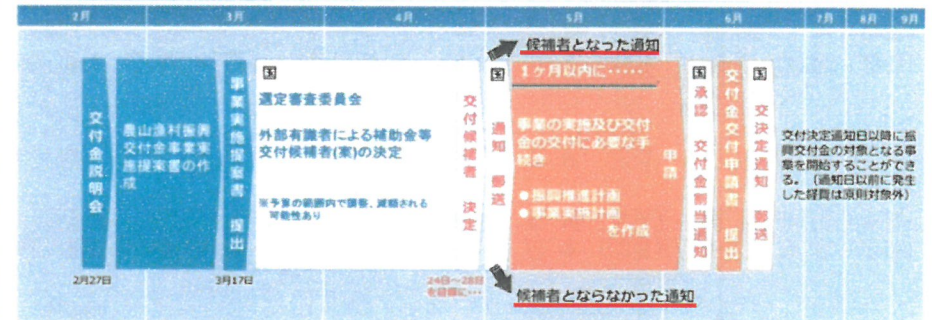 2月 3月 4月 5月 6月 7月 8月 9月
候補者となった通知
交付金説明会
2月27日
農山漁村振興
交付金事業実
施提案書の作
成
事業実施提案書 提出
3月17日
国
選定審査委員会
外部有識者による補助金等
交付候補者(案)の決定
※予算の範囲内で調整、減額される
可能性あり
交付候補者 決定
24日～28日
を目標に・・・
国
通知 郵送
1ヶ月以内に・・・・・
事業の実施及び交付
金の交付に必要な手
続き
●振興推進計画
●事業実施計画
を作成
申請
国
承認 交付金割当通知
交付金交付申請書 提出
国
交決定通知 郵送
交付決定通知日以降に振
興交付金の対象となる事
業を開始することができ
る。（通知日以前に発生
した経費は原則対象外）
候補者とならなかった通知